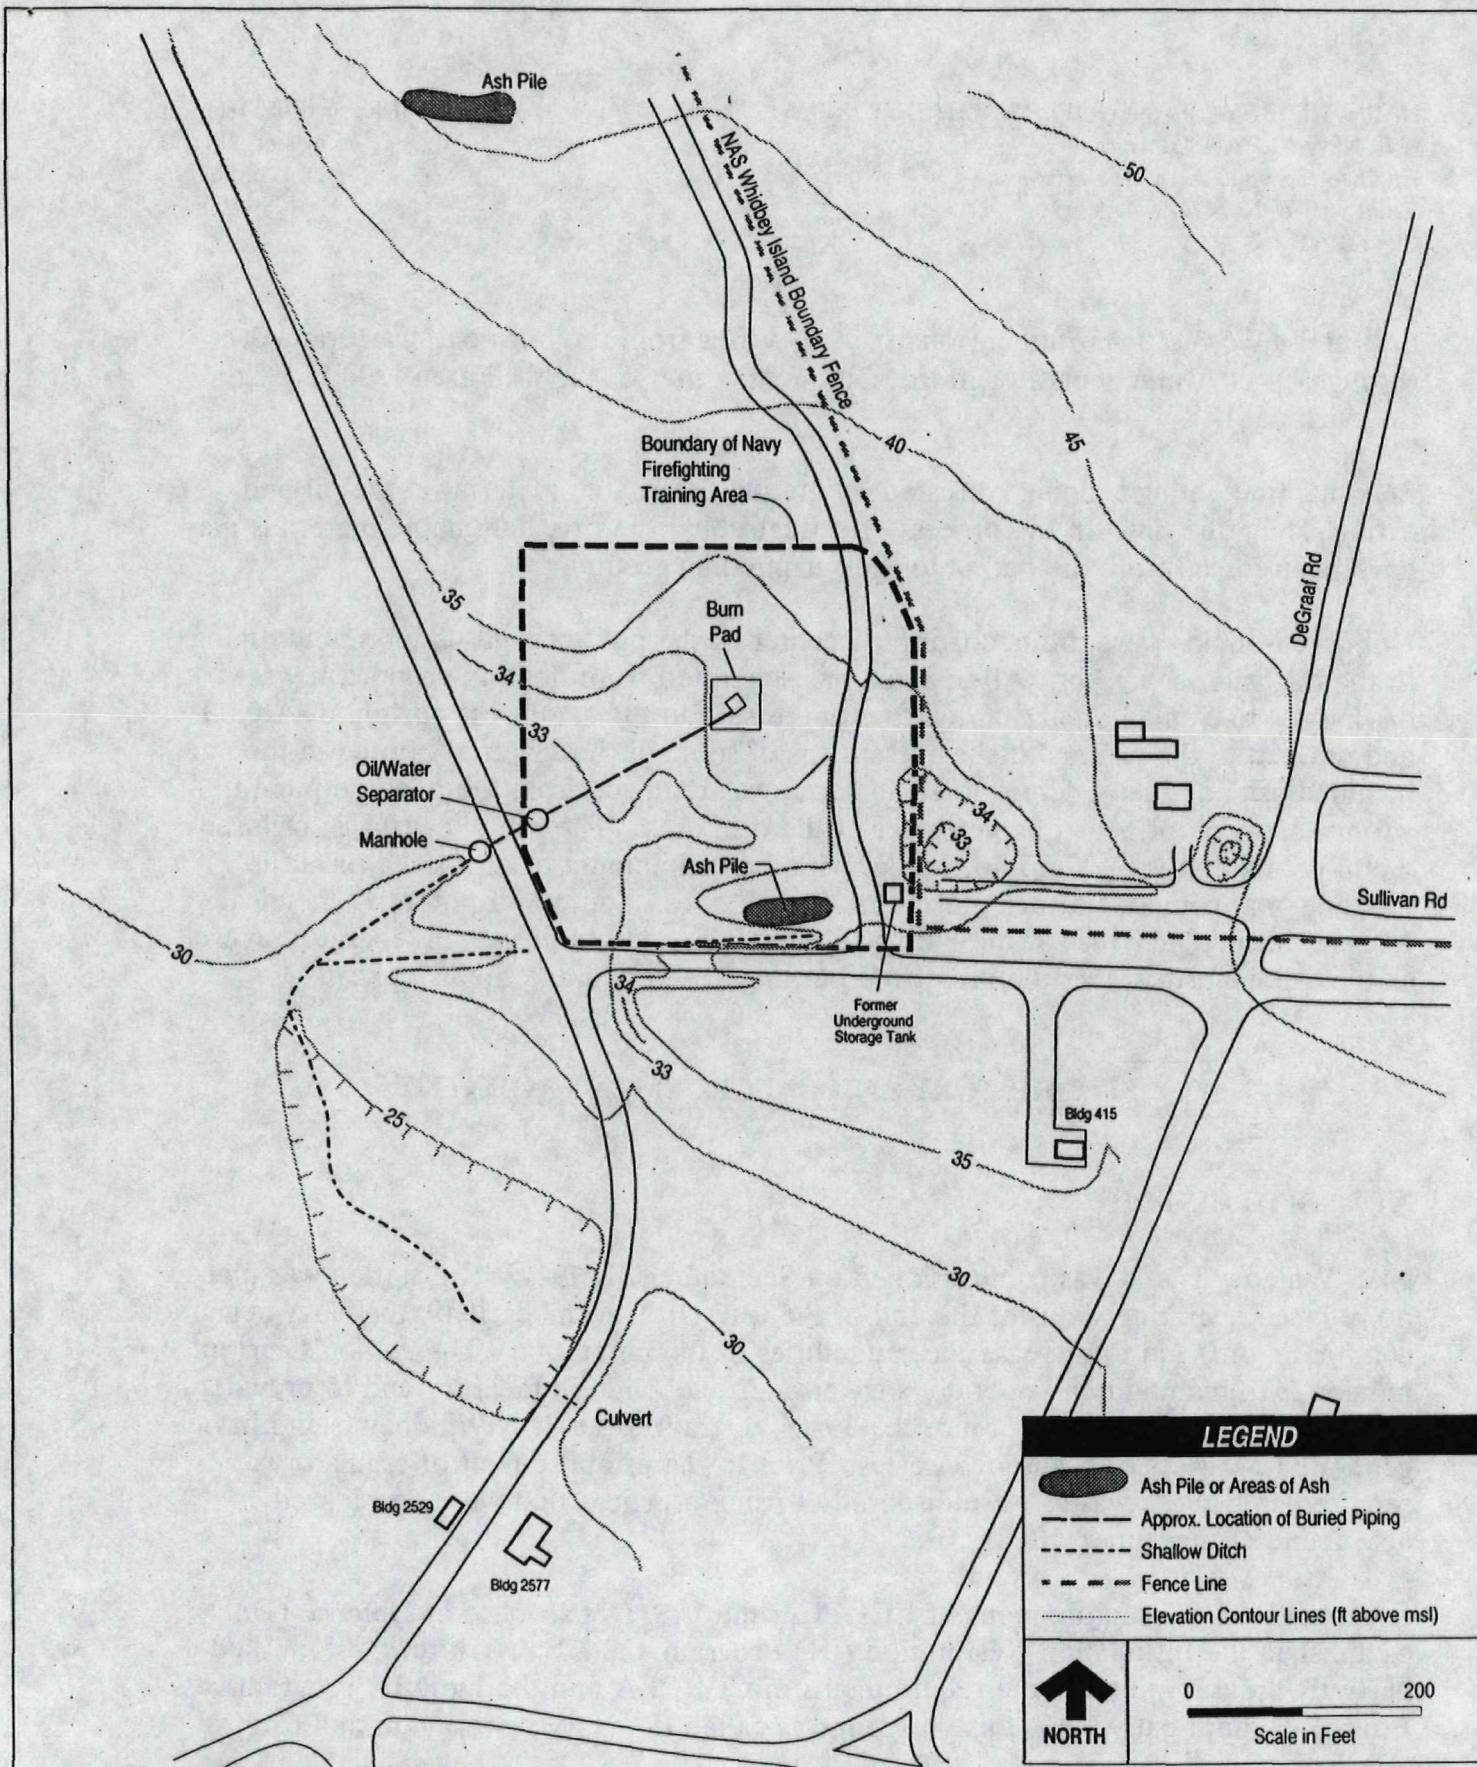 Ash Pile
NAS Whidbey Island Boundary Fence
50
Boundary of Navy
Firefighting
Training Area
40
45
DeGraaf Rd
35
Burn
Pad
34
33
Oil/Water
Separator
Manhole
34
33
Ash Pile
Sullivan Rd
30
34
Former
Underground
Storage Tank
33
25
Bldg 415
35
30
30
Culvert
Bldg 2529
Bldg 2577
LEGEND
Ash Pile or Areas of Ash
Approx. Location of Buried Piping
Shallow Ditch
Fence Line
Elevation Contour Lines (ft above msl)
NORTH
0 200
Scale in Feet